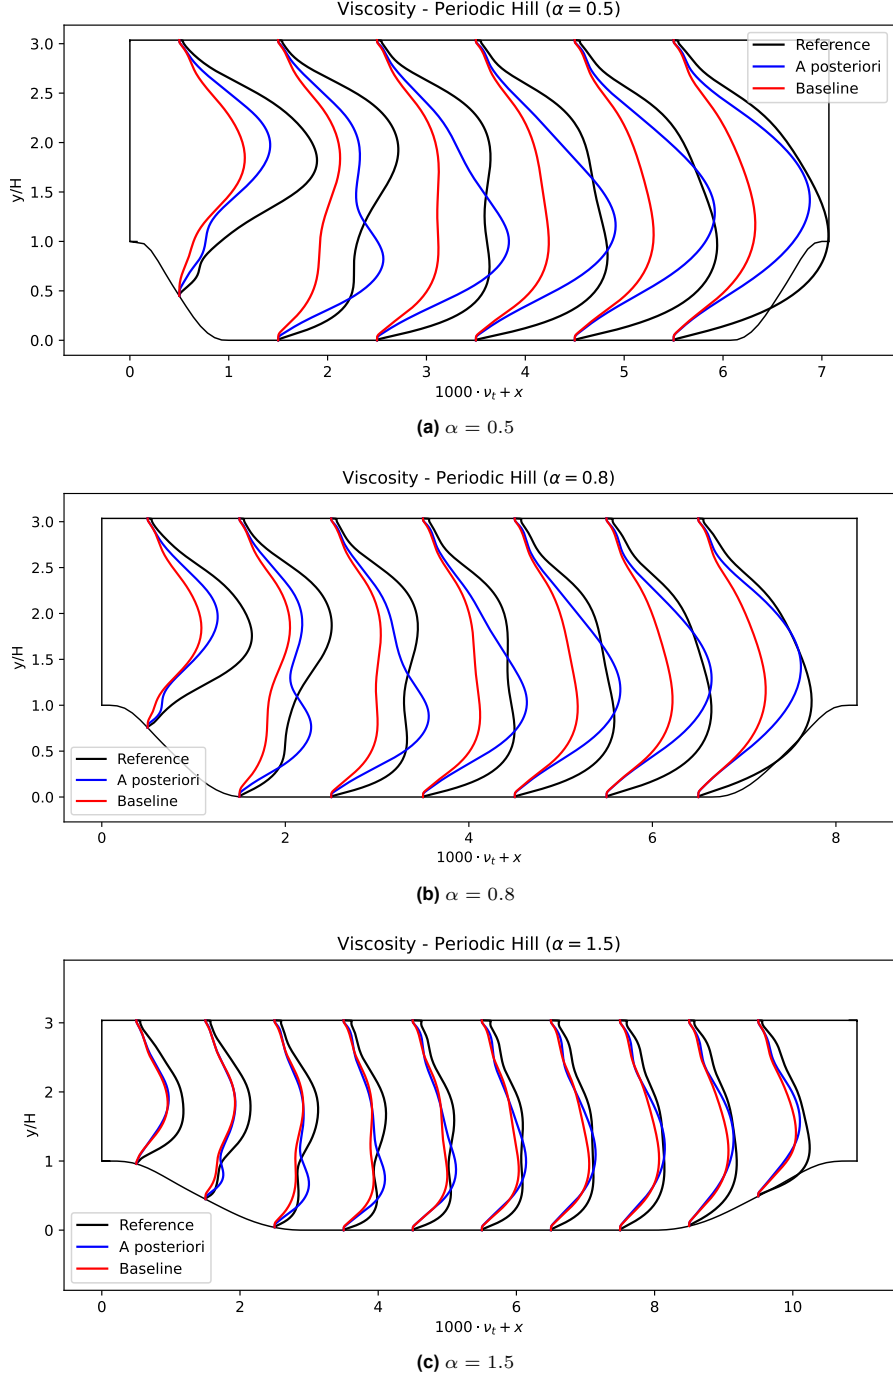 Viscosity - Periodic Hill (α = 0.5)
3.0
2.5
2.0
1.5
1.0
0.5
0.0
y/H
Reference
A posteriori
Baseline
0 1 2 3 4 5 6 7
1000 · ν_t + x
(a) α = 0.5
Viscosity - Periodic Hill (α = 0.8)
3.0
2.5
2.0
1.5
1.0
0.5
0.0
y/H
Reference
A posteriori
Baseline
0 2 4 6 8
1000 · ν_t + x
(b) α = 0.8
Viscosity - Periodic Hill (α = 1.5)
3
2
1
0
y/H
Reference
A posteriori
Baseline
0 2 4 6 8 10
1000 · ν_t + x
(c) α = 1.5